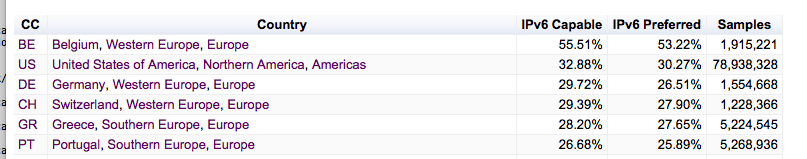 CC Country IPv6 Capable IPv6 Preferred Samples
BE Belgium, Western Europe, Europe 55.51% 53.22% 1,915,221
US United States of America, Northern America, Americas 32.88% 30.27% 78,938,328
DE Germany, Western Europe, Europe 29.72% 26.51% 1,554,668
CH Switzerland, Western Europe, Europe 29.39% 27.90% 1,228,366
GR Greece, Southern Europe, Europe 28.20% 27.65% 5,224,545
PT Portugal, Southern Europe, Europe 26.68% 25.89% 5,268,936